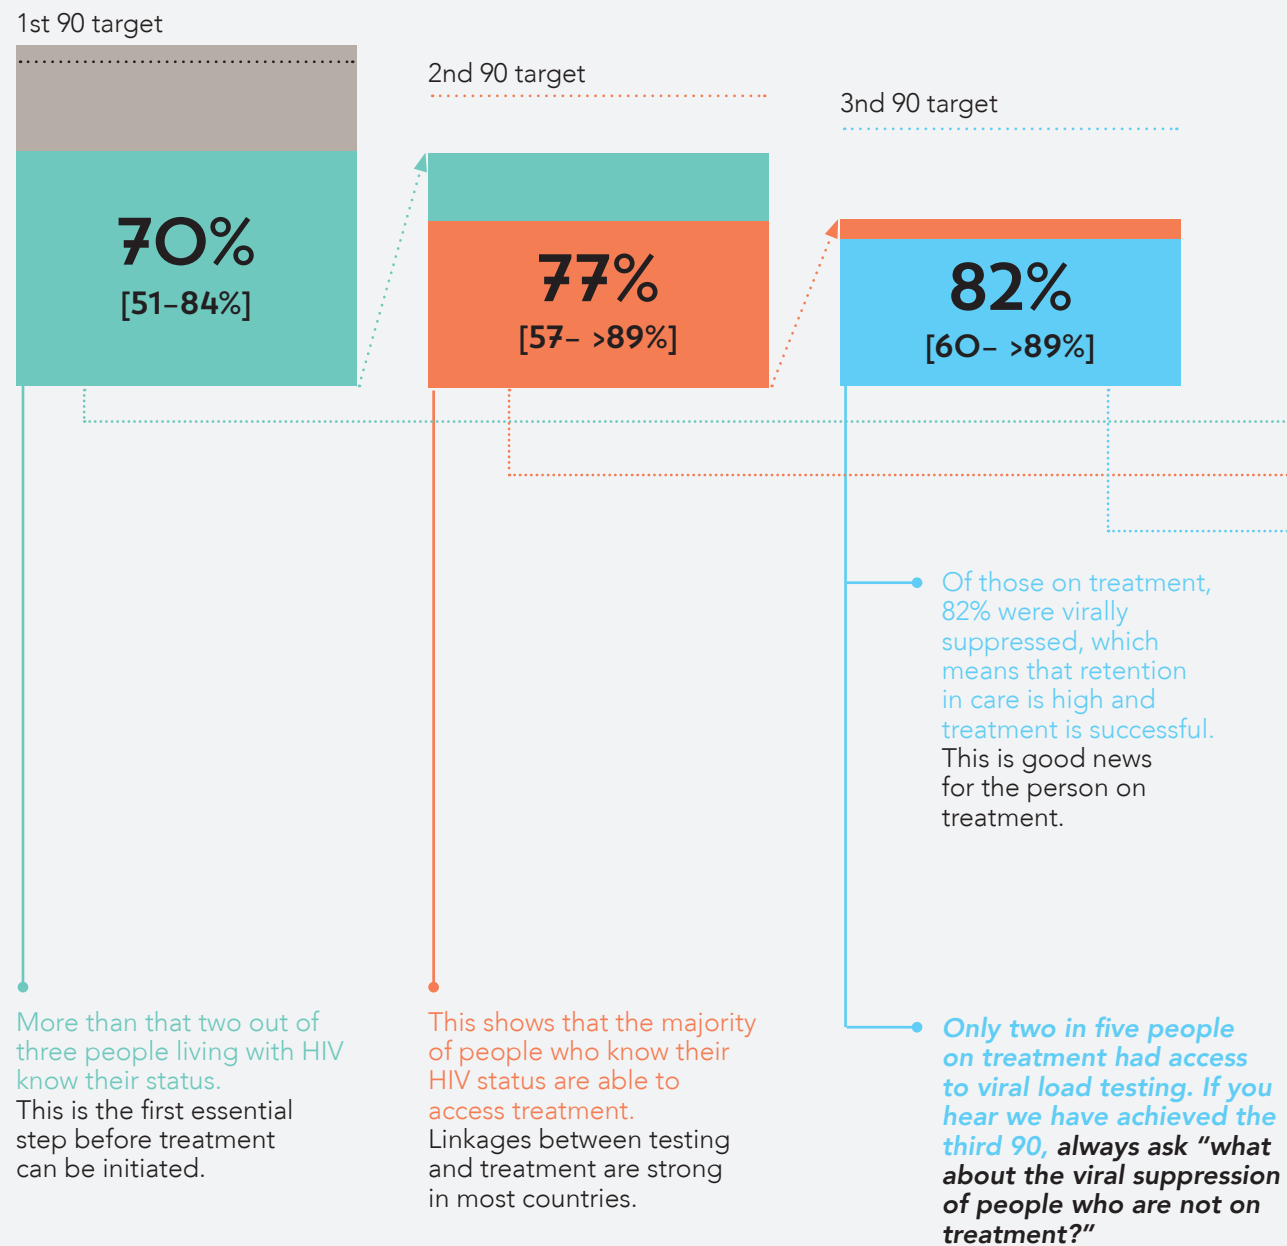 1st 90 target
70%
[51–84%]
More than that two out of
three people living with HIV
know their status.
This is the first essential
step before treatment
can be initiated.
2nd 90 target
77%
[57– >89%]
This shows that the majority
of people who know their
HIV status are able to
access treatment.
Linkages between testing
and treatment are strong
in most countries.
3nd 90 target
82%
[60– >89%]
Of those on treatment,
82% were virally
suppressed, which
means that retention
in care is high and
treatment is successful.
This is good news
for the person on
treatment.
Only two in five people
on treatment had access
to viral load testing. If you
hear we have achieved the
third 90, always ask “what
about the viral suppression
of people who are not on
treatment?”